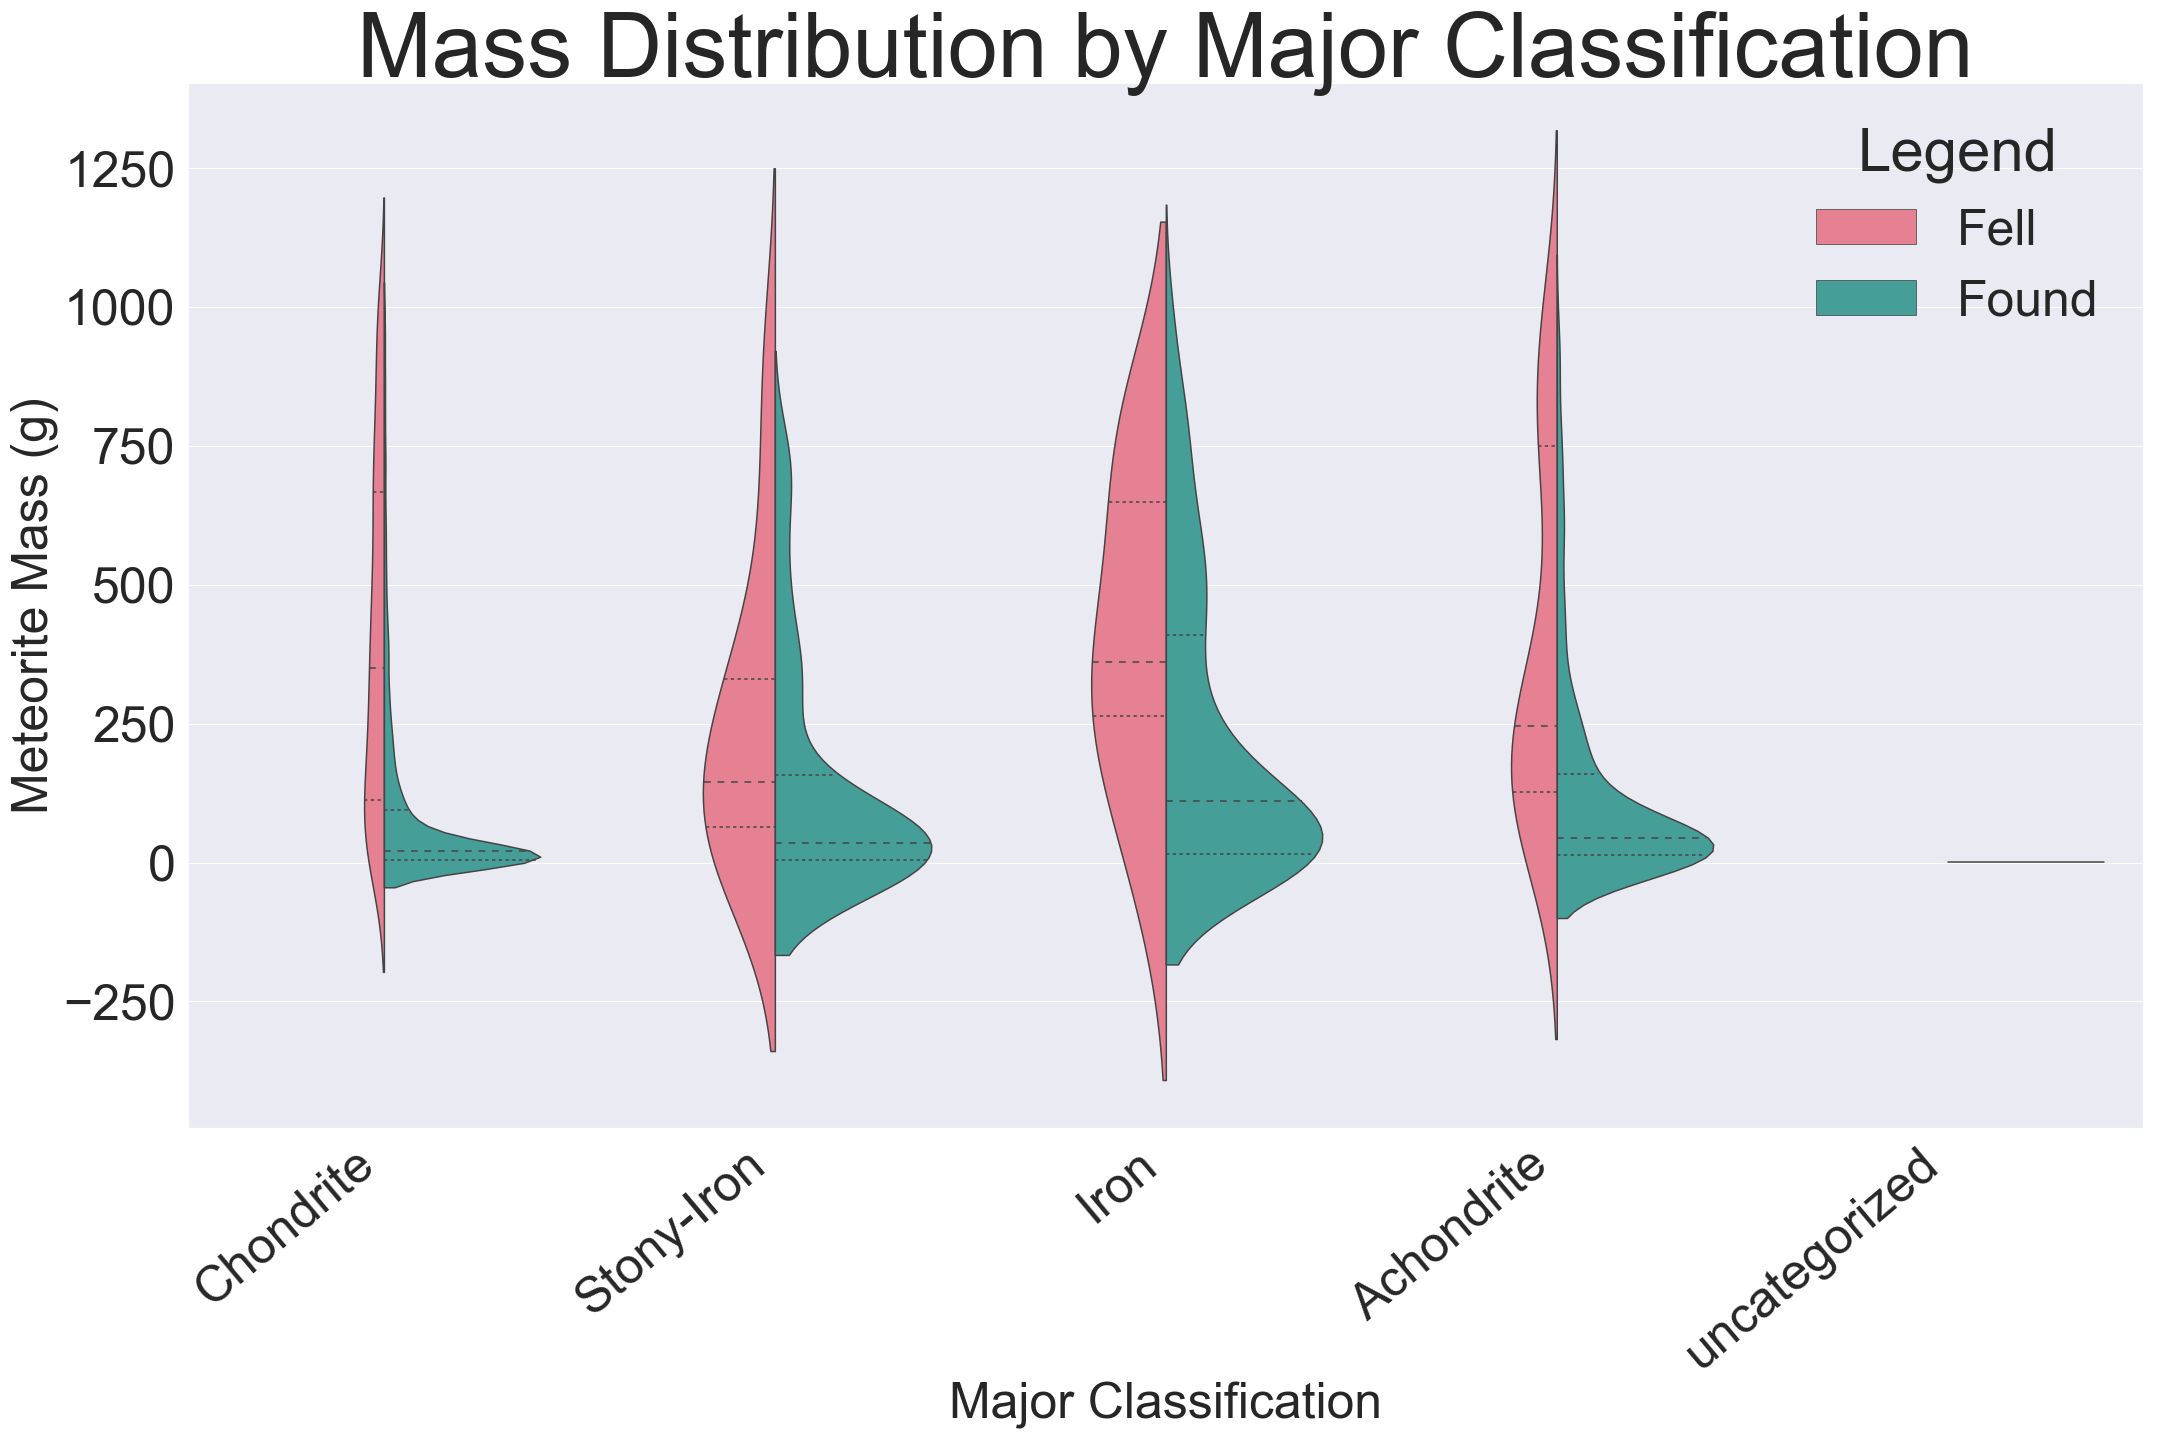 Mass Distribution by Major Classification
Legend
Fell
Found
Meteorite Mass (g)
1250
1000
750
500
250
0
−250
Chondrite
Stony-Iron
Iron
Achondrite
uncategorized
Major Classification